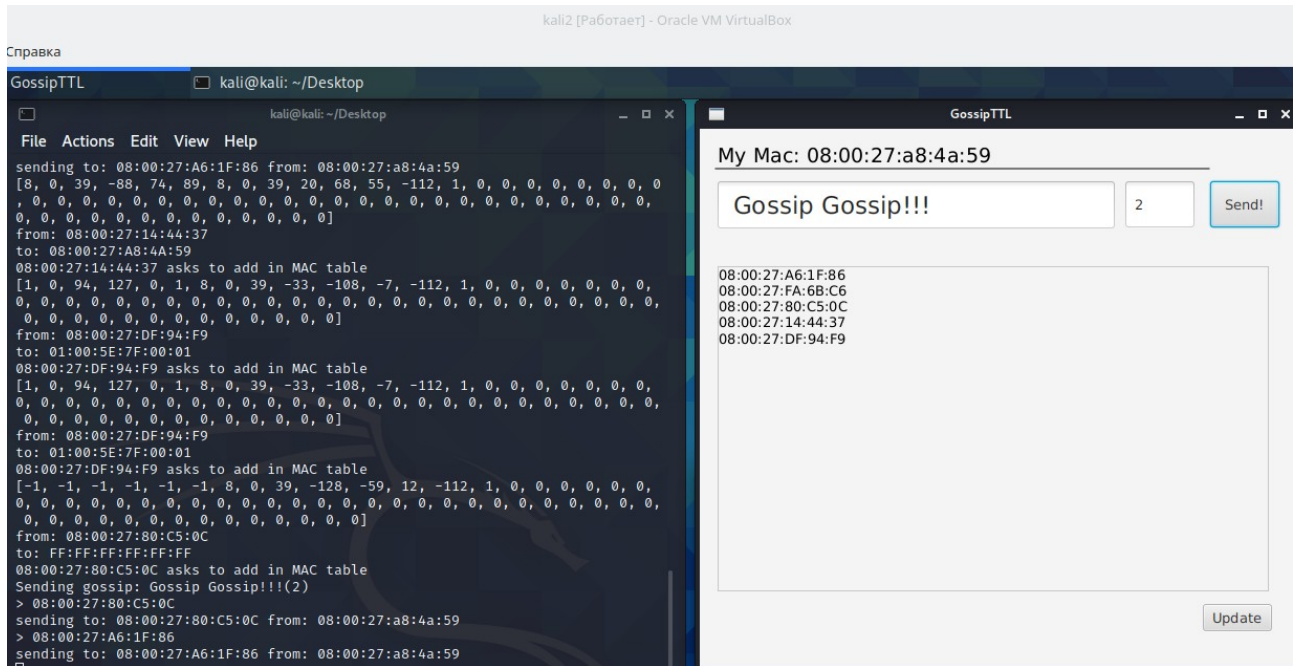 kali2 [Работает] - Oracle VM VirtualBox
Справка
GossipTTL
kali@kali: ~/Desktop
kali@kali: ~/Desktop
File Actions Edit View Help
sending to: 08:00:27:A6:1F:86 from: 08:00:27:a8:4a:59
[8, 0, 39, -88, 74, 89, 8, 0, 39, 20, 68, 55, -112, 1, 0, 0, 0, 0, 0, 0, 0, 0
, 0, 0, 0, 0, 0, 0, 0, 0, 0, 0, 0, 0, 0, 0, 0, 0, 0, 0, 0, 0, 0, 0, 0, 0,
0, 0, 0, 0, 0, 0, 0, 0, 0, 0, 0, 0, 0]
from: 08:00:27:14:44:37
to: 08:00:27:A8:4A:59
08:00:27:14:44:37 asks to add in MAC table
[1, 0, 94, 127, 0, 1, 8, 0, 39, -33, -108, -7, -112, 1, 0, 0, 0, 0, 0, 0, 0,
0, 0, 0, 0, 0, 0, 0, 0, 0, 0, 0, 0, 0, 0, 0, 0, 0, 0, 0, 0, 0, 0, 0, 0, 0,
0, 0, 0, 0, 0, 0, 0, 0, 0, 0, 0, 0, 0]
from: 08:00:27:DF:94:F9
to: 01:00:5E:7F:00:01
08:00:27:DF:94:F9 asks to add in MAC table
[1, 0, 94, 127, 0, 1, 8, 0, 39, -33, -108, -7, -112, 1, 0, 0, 0, 0, 0, 0, 0,
0, 0, 0, 0, 0, 0, 0, 0, 0, 0, 0, 0, 0, 0, 0, 0, 0, 0, 0, 0, 0, 0, 0, 0, 0,
0, 0, 0, 0, 0, 0, 0, 0, 0, 0, 0, 0, 0]
from: 08:00:27:DF:94:F9
to: 01:00:5E:7F:00:01
08:00:27:DF:94:F9 asks to add in MAC table
[-1, -1, -1, -1, -1, -1, 8, 0, 39, -128, -59, 12, -112, 1, 0, 0, 0, 0, 0, 0,
0, 0, 0, 0, 0, 0, 0, 0, 0, 0, 0, 0, 0, 0, 0, 0, 0, 0, 0, 0, 0, 0, 0, 0, 0, 0,
0, 0, 0, 0, 0, 0, 0, 0, 0, 0, 0, 0, 0, 0]
from: 08:00:27:80:C5:0C
to: FF:FF:FF:FF:FF:FF
08:00:27:80:C5:0C asks to add in MAC table
Sending gossip: Gossip Gossip!!!(2)
> 08:00:27:80:C5:0C
sending to: 08:00:27:80:C5:0C from: 08:00:27:a8:4a:59
> 08:00:27:A6:1F:86
sending to: 08:00:27:A6:1F:86 from: 08:00:27:a8:4a:59
GossipTTL
My Mac: 08:00:27:a8:4a:59
Gossip Gossip!!!
2
Send!
08:00:27:A6:1F:86
08:00:27:FA:6B:C6
08:00:27:80:C5:0C
08:00:27:14:44:37
08:00:27:DF:94:F9
Update